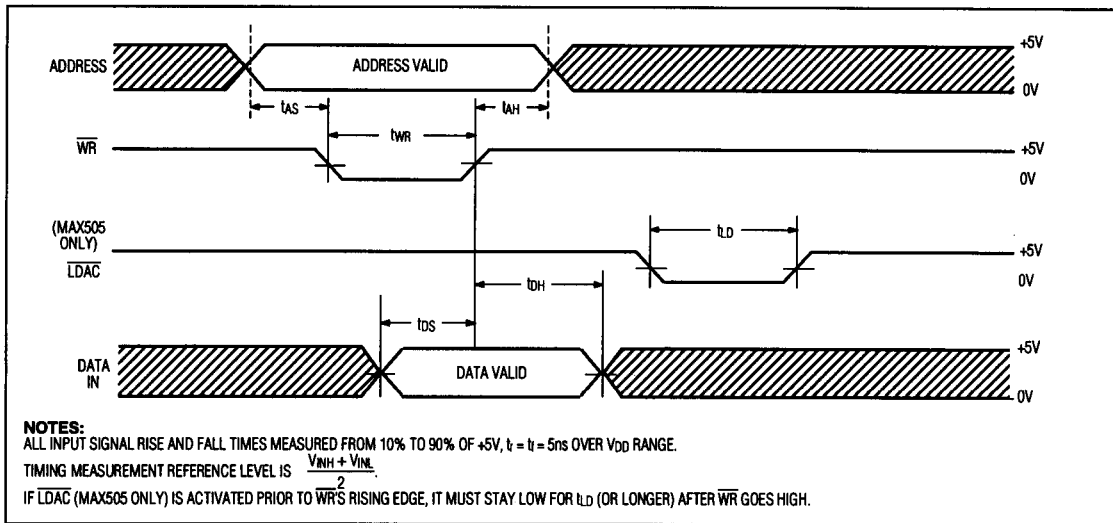 ADDRESS
ADDRESS VALID
+5V
0V
tAS
tAH
tWR
WR
+5V
0V
(MAX505
ONLY)
LDAC
tLD
+5V
0V
tDH
tDS
DATA
IN
DATA VALID
+5V
0V
NOTES:
ALL INPUT SIGNAL RISE AND FALL TIMES MEASURED FROM 10% TO 90% OF +5V, tr = tf = 5ns OVER VDD RANGE.
TIMING MEASUREMENT REFERENCE LEVEL IS VINH + VINL / 2.
IF LDAC (MAX505 ONLY) IS ACTIVATED PRIOR TO WR'S RISING EDGE, IT MUST STAY LOW FOR tLD (OR LONGER) AFTER WR GOES HIGH.